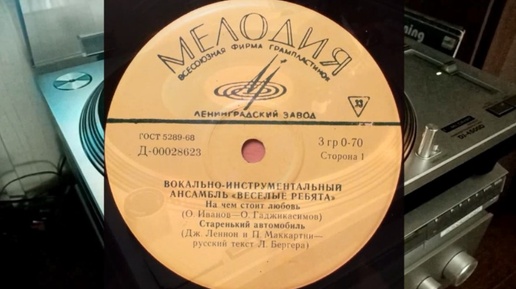 МЕЛОДИЯ
ВСЕСОЮЗНАЯ ФИРМА ГРАМПЛАСТИНОК
33
ЛЕНИНГРАДСКИЙ ЗАВОД
ГОСТ 5289-68
3 гр 0-70
Д-00028623
Сторона 1
ВОКАЛЬНО-ИНСТРУМЕНТАЛЬНЫЙ
АНСАМБЛЬ «ВЕСЕЛЫЕ РЕБЯТА»
На чем стоит любовь
(О. Иванов—О. Гаджикасимов)
Старенький автомобиль
(Дж. Леннон и П. Маккартни—
русский текст Л. Бергера)